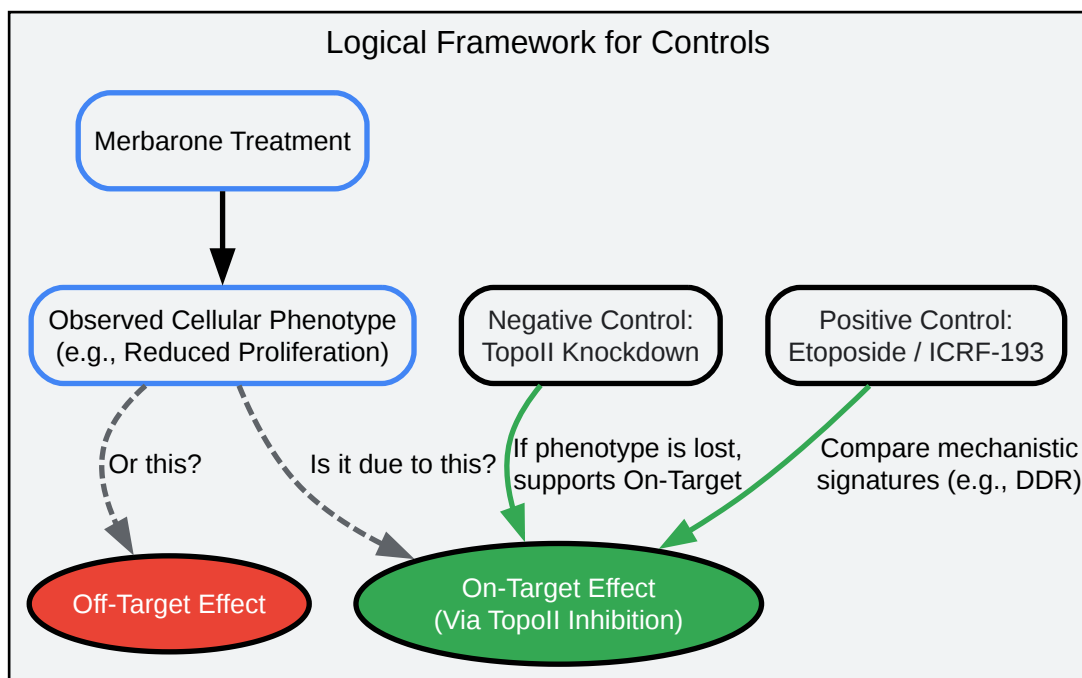 Logical Framework for Controls
Merbarone Treatment
Observed Cellular Phenotype
(e.g., Reduced Proliferation)
Negative Control:
TopoII Knockdown
Positive Control:
Etoposide / ICRF-193
Or this?
Is it due to this?
If phenotype is lost,
supports On-Target
Compare mechanistic
signatures (e.g., DDR)
Off-Target Effect
On-Target Effect
(Via TopoII Inhibition)